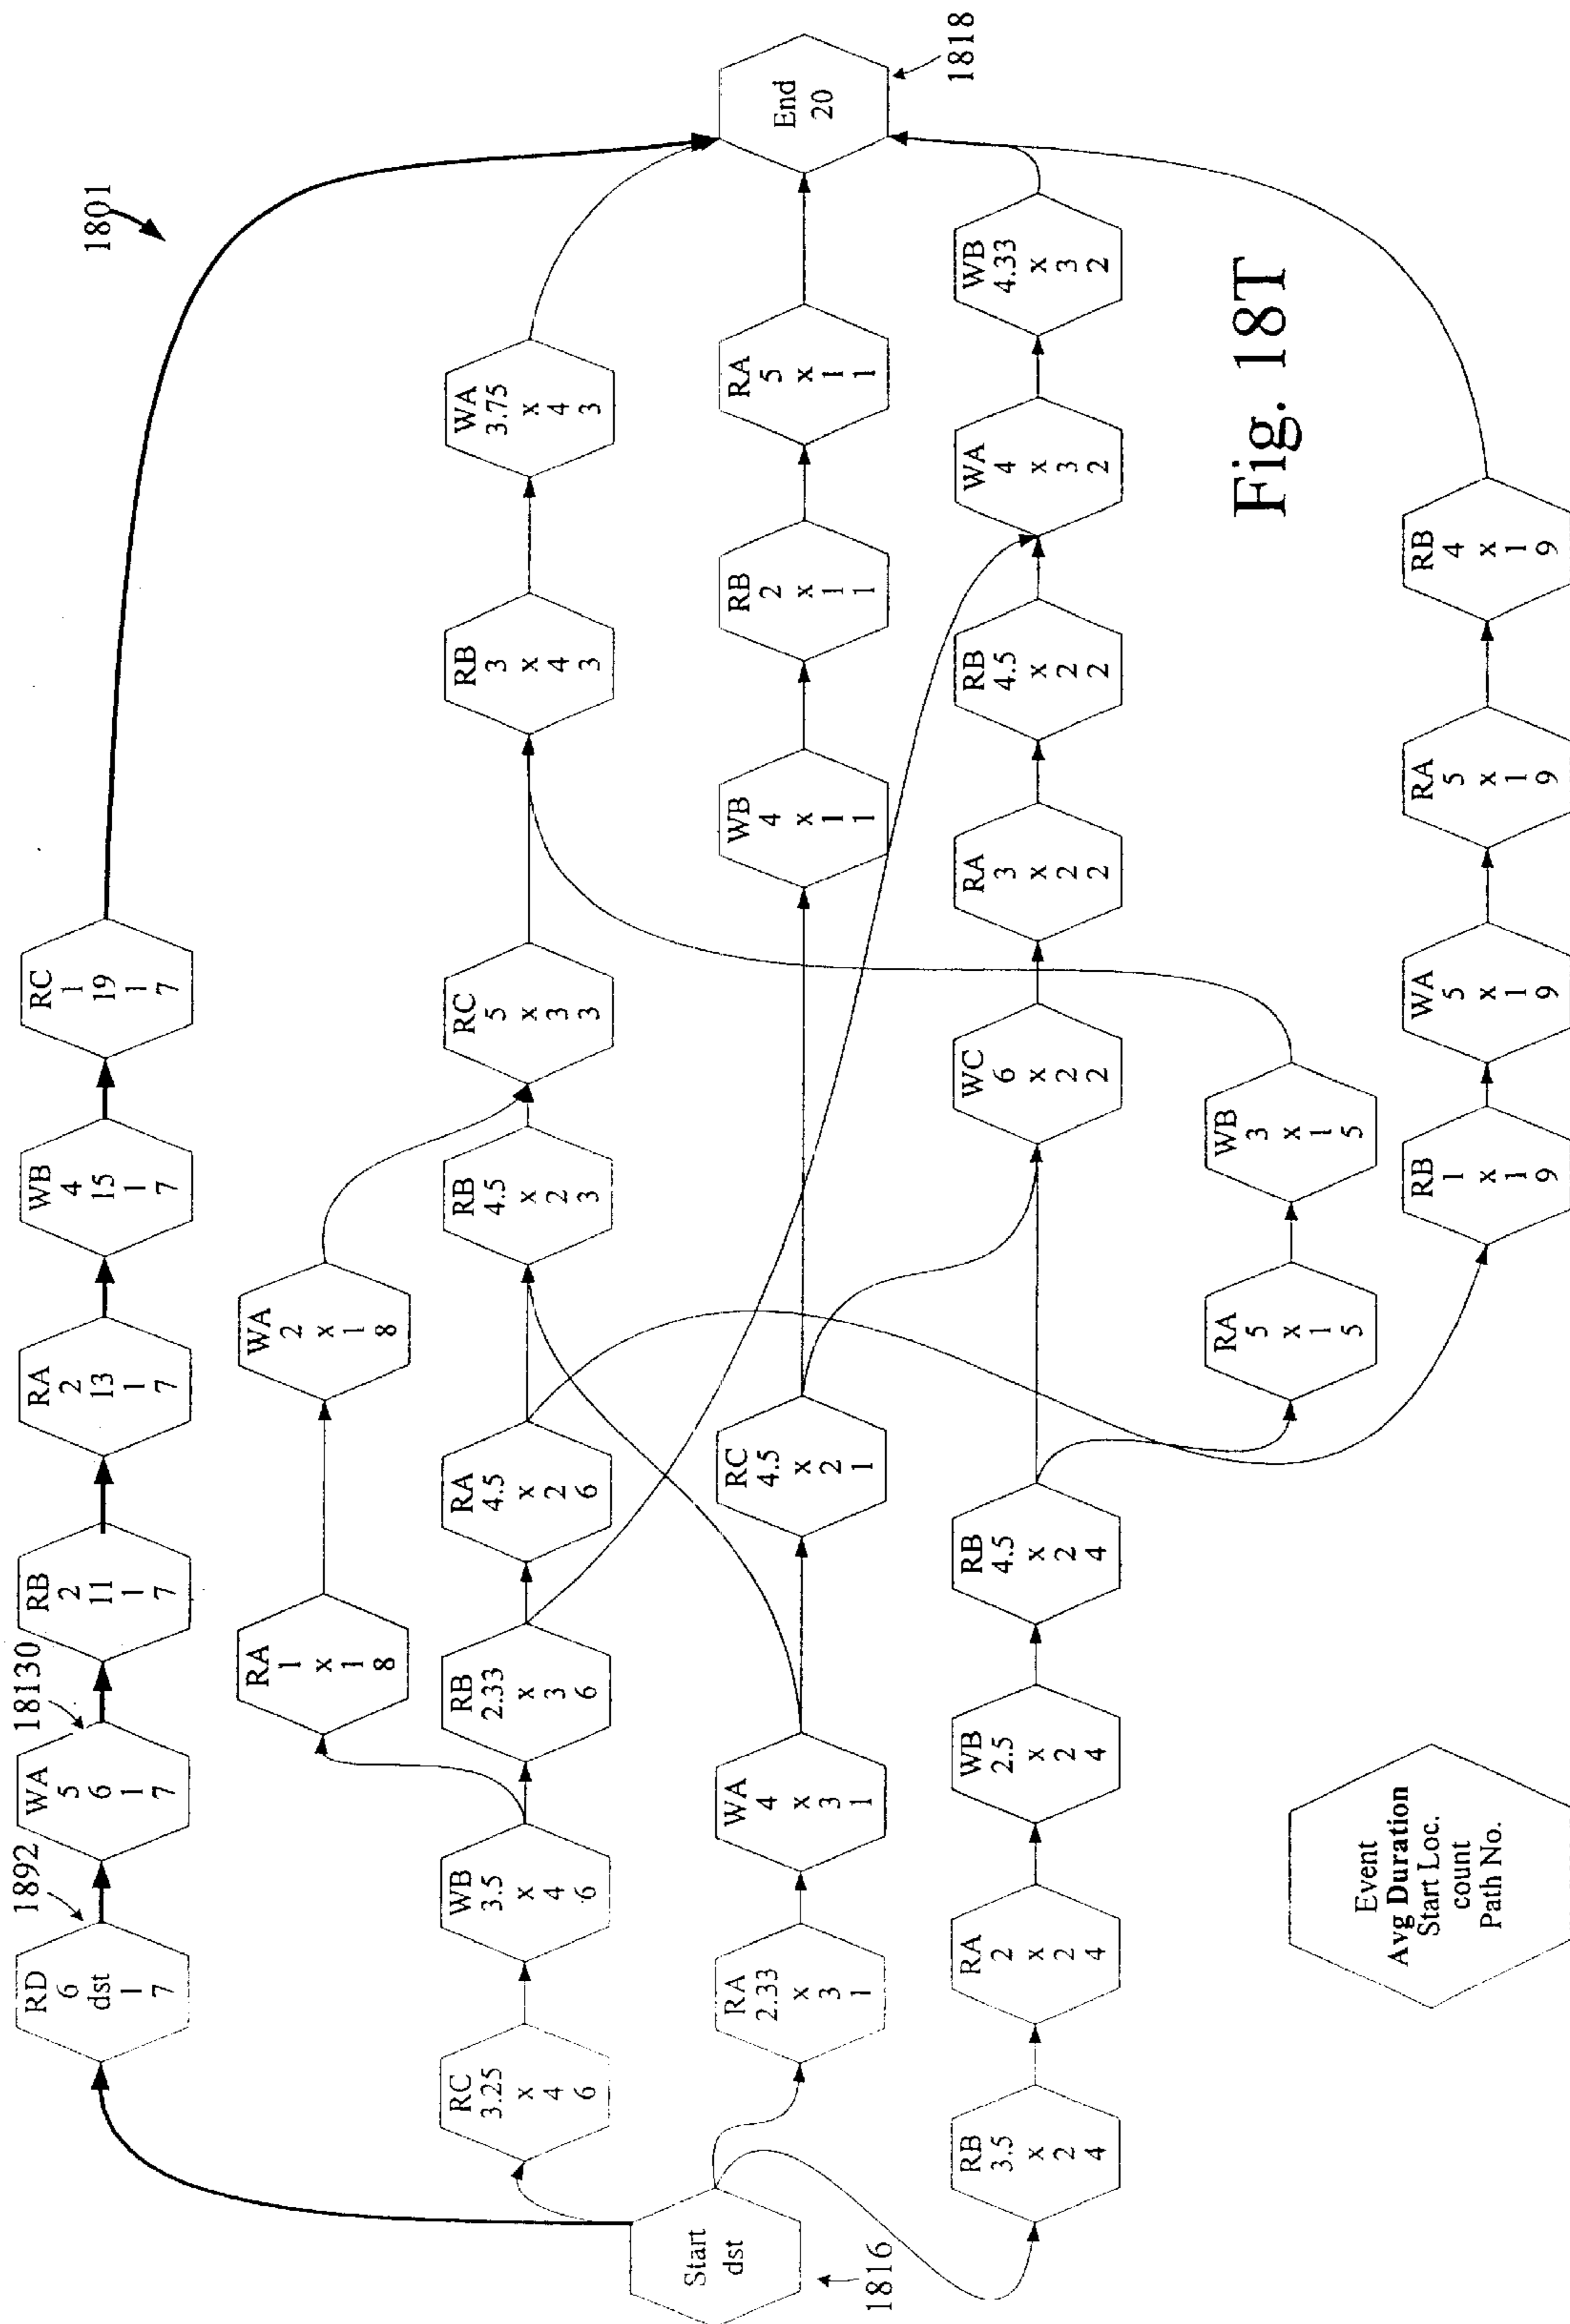 1801
1892
18130
RD
6
dst
1
7
WA
5
6
1
7
RB
2
11
1
7
RA
2
13
1
7
WB
4
15
1
7
RC
1
19
1
7
RA
1
x
1
8
WA
2
x
1
8
RC
3.25
x
4
6
WB
3.5
x
4
6
RB
2.33
x
3
6
RA
4.5
x
2
6
RB
4.5
x
2
3
RC
5
x
3
3
RB
3
x
4
3
WA
3.75
x
4
3
Start
dst
1816
RA
2.33
x
3
1
WA
4
x
3
1
RC
4.5
x
2
1
WB
4
x
1
1
RB
2
x
1
1
RA
5
x
1
1
End
20
1818
RB
3.5
x
2
4
RA
2
x
2
4
WB
2.5
x
2
4
RB
4.5
x
2
4
WC
6
x
2
2
RA
3
x
2
2
RB
4.5
x
2
2
WA
4
x
3
2
WB
4.33
x
3
2
RA
5
x
1
5
WB
3
x
1
5
RB
1
x
1
9
WA
5
x
1
9
RA
5
x
1
9
RB
4
x
1
9
Event
Avg Duration
Start Loc.
count
Path No.
Fig. 18T